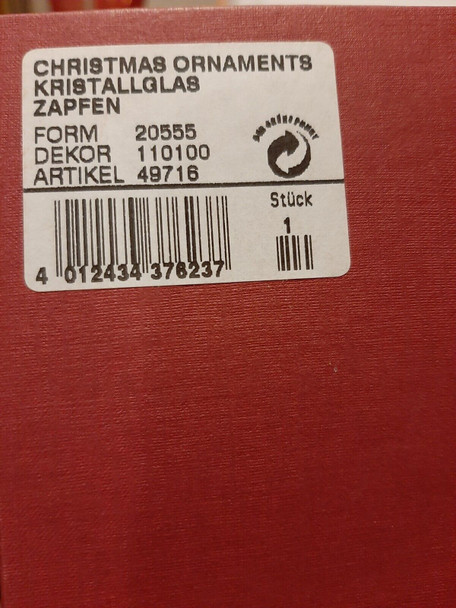 CHRISTMAS ORNAMENTS
KRISTALLGLAS
ZAPFEN
FORM 20555
DEKOR 110100
ARTIKEL 49716
DER GRÜNE PUNKT
Stück
1
4 012434 376237